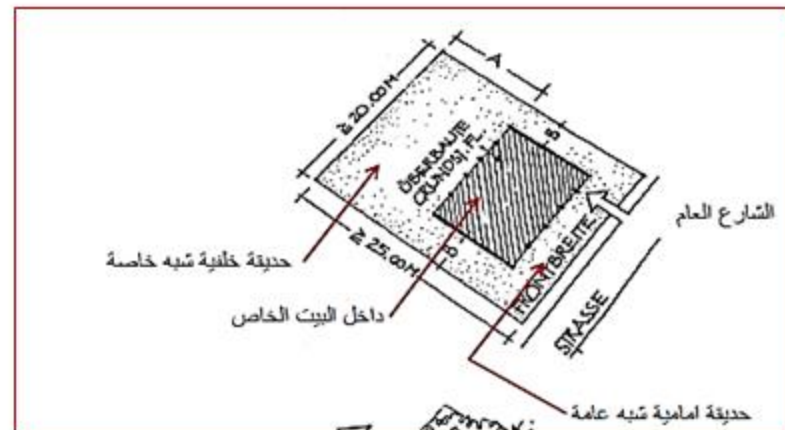 A
≥ 20.00 M
ÜBERBAUTE
GRUNDST. FL.
B
B
≥ 25.00 M
FRONTBREITE
STRASSE
الشارع العام
حديقة خلفية شبه خاصة
داخل البيت الخاص
حديقة امامية شبه عامة